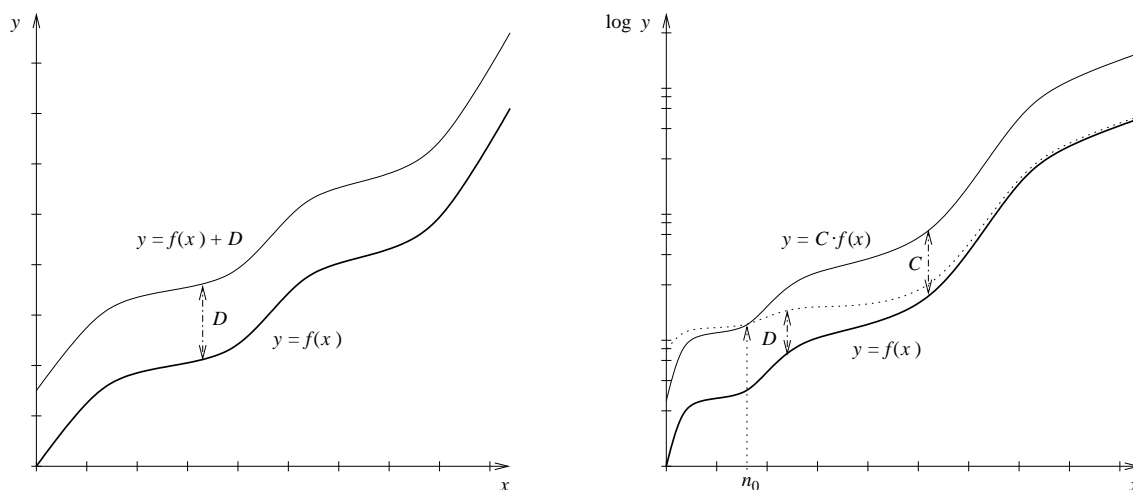 y
y = f(x) + D
D
y = f(x)
x
log y
y = C·f(x)
C
D
y = f(x)
n₀
x